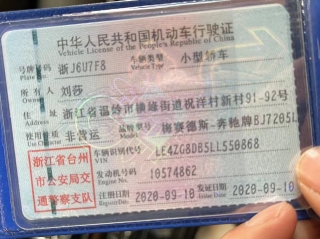 中华人民共和国机动车行驶证
Vehicle License of the People's Republic of China
号牌号码 浙J6U7F8 车辆类型 小型轿车
Plate No. Vehicle Type
所有人 刘莎
Owner
住址 浙江省温岭市横峰街道祝洋村新村91-92号
Address
使用性质 非营运 品牌型号 梅赛德斯-奔驰牌BJ7205L
Use Character Model
浙江省台州
市公安局交
通警察支队
车辆识别代号 LE4ZG8DB5LL550868
VIN
发动机号码 10574862
Engine No.
注册日期 2020-09-10 发证日期 2020-09-10
Register Date Issue Date